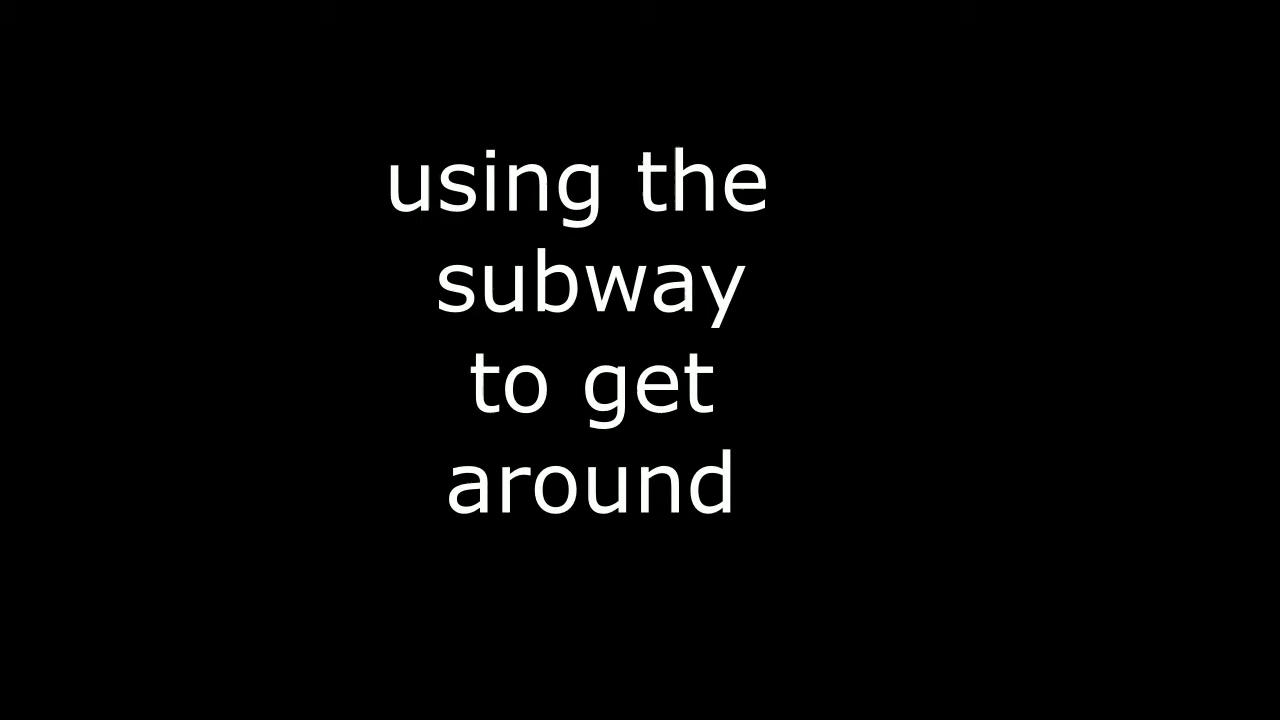 using the
subway
to get
around